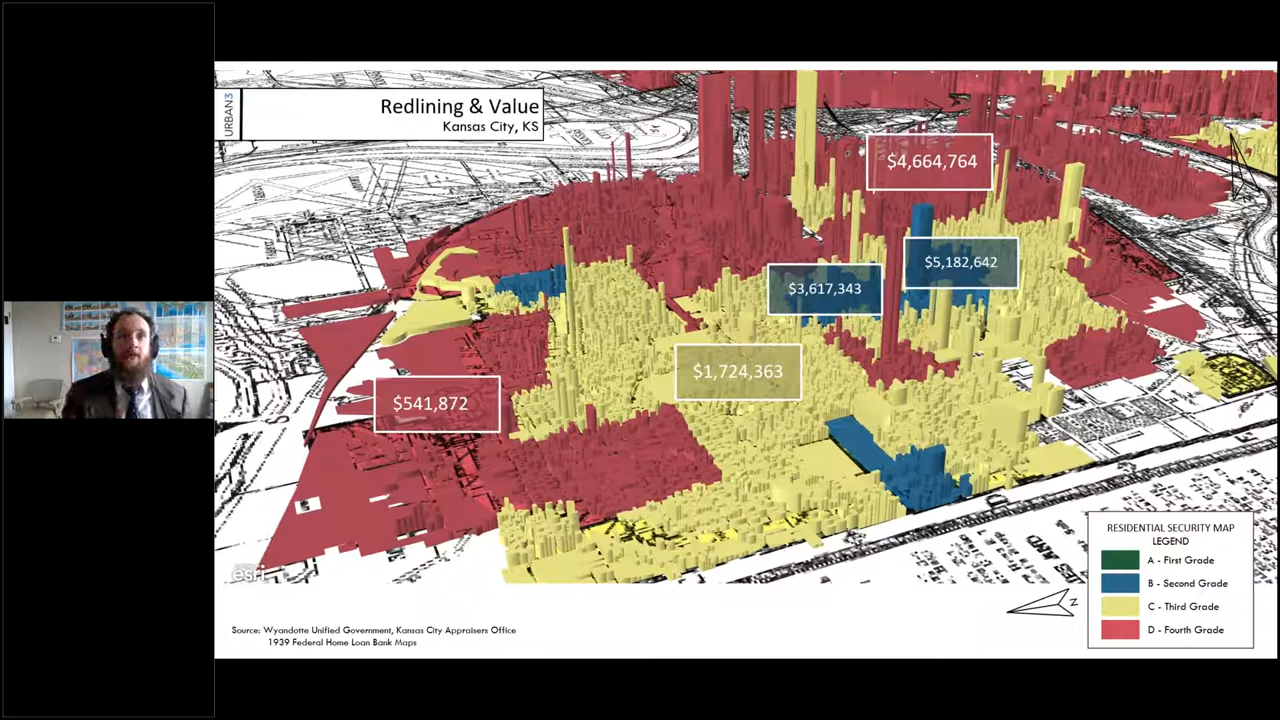 URBAN3
Redlining & Value
Kansas City, KS
$4,664,764
$5,182,642
$3,617,343
$1,724,363
$541,872
esri
RESIDENTIAL SECURITY MAP
LEGEND
A - First Grade
B - Second Grade
C - Third Grade
D - Fourth Grade
N
Source: Wyandotte Unified Government, Kansas City Appraisers Office
1939 Federal Home Loan Bank Maps